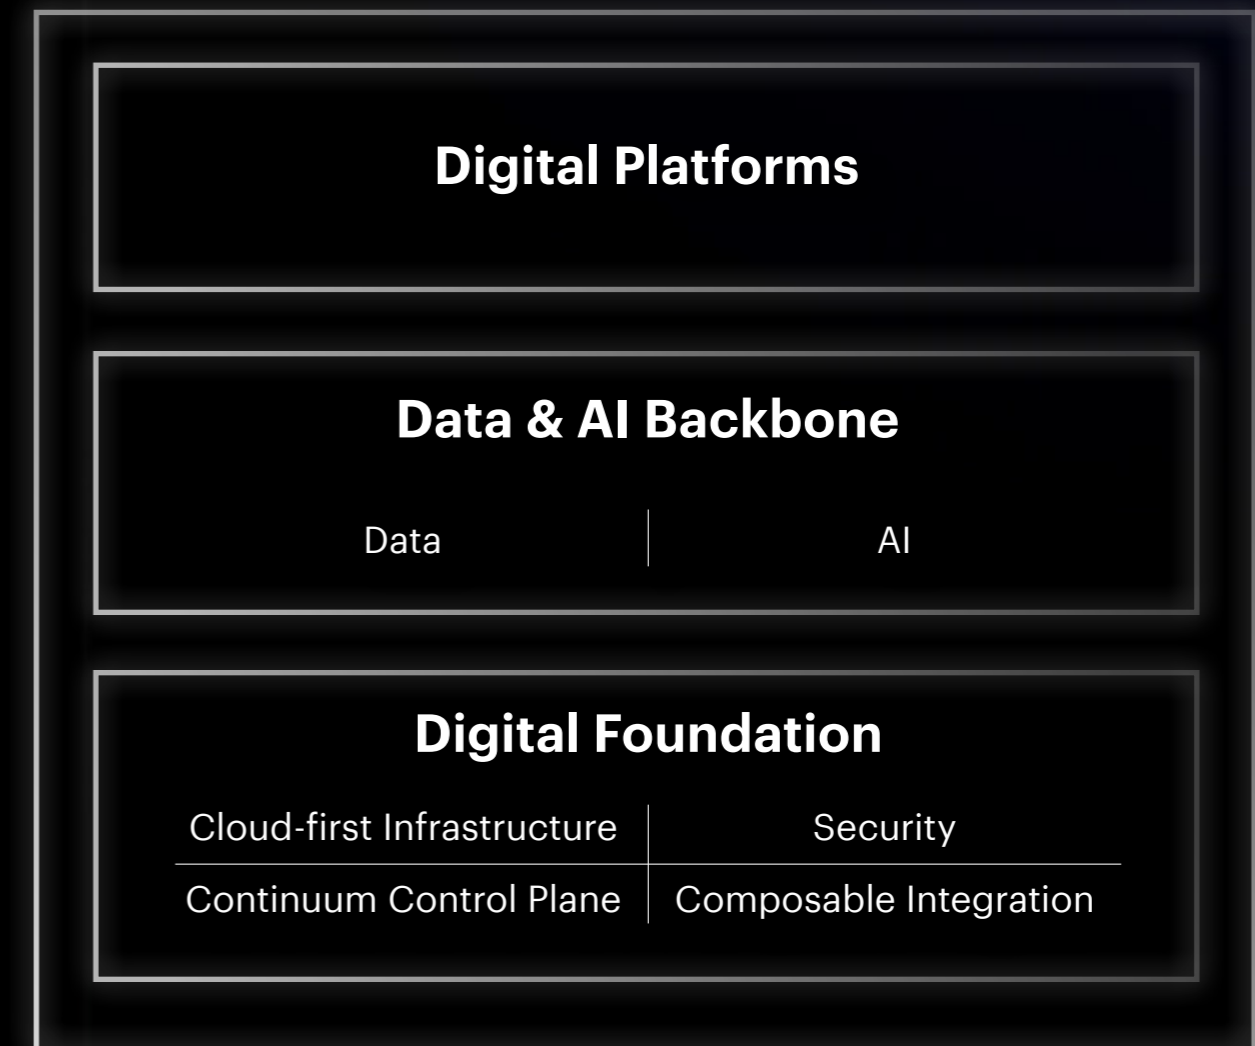 Digital Platforms
Data & AI Backbone
Data
AI
Digital Foundation
Cloud-first Infrastructure
Security
Continuum Control Plane
Composable Integration